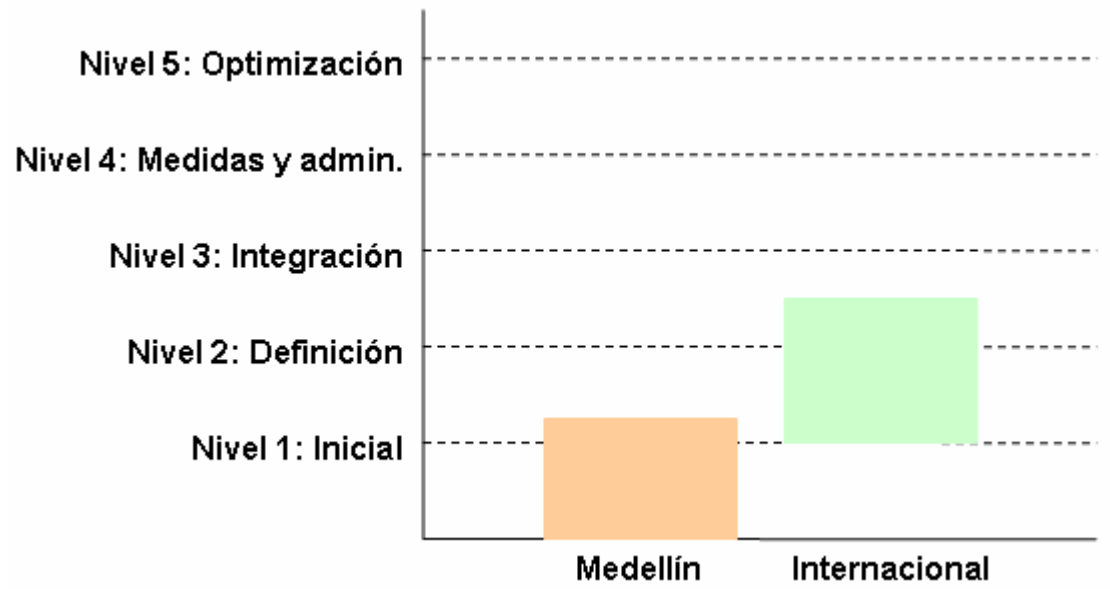 Nivel 5: Optimización
Nivel 4: Medidas y admin.
Nivel 3: Integración
Nivel 2: Definición
Nivel 1: Inicial
Medellín Internacional